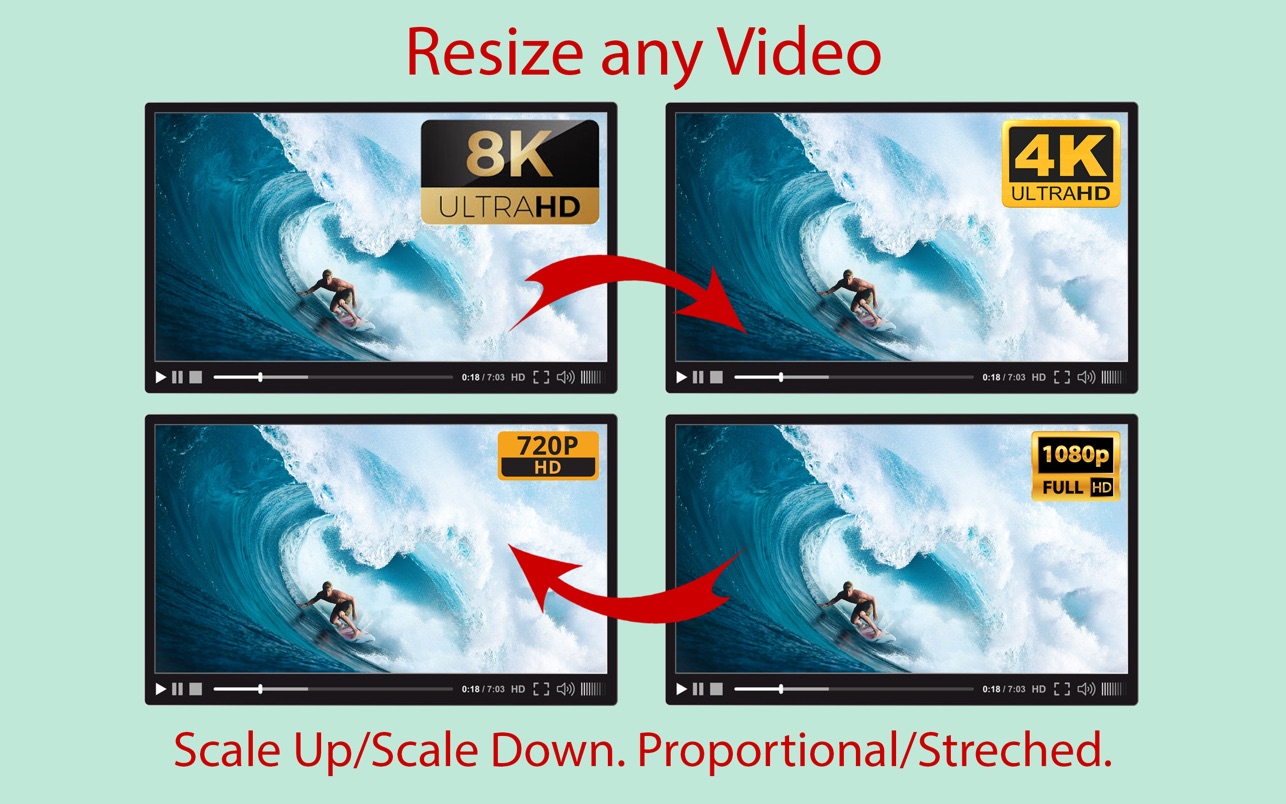 Resize any Video
8K
ULTRAHD
0:18 / 7:03 HD
4K
ULTRAHD
0:18 / 7:03 HD
720P
HD
0:18 / 7:03 HD
1080p
FULL HD
0:18 / 7:03 HD
Scale Up/Scale Down. Proportional/Streched.